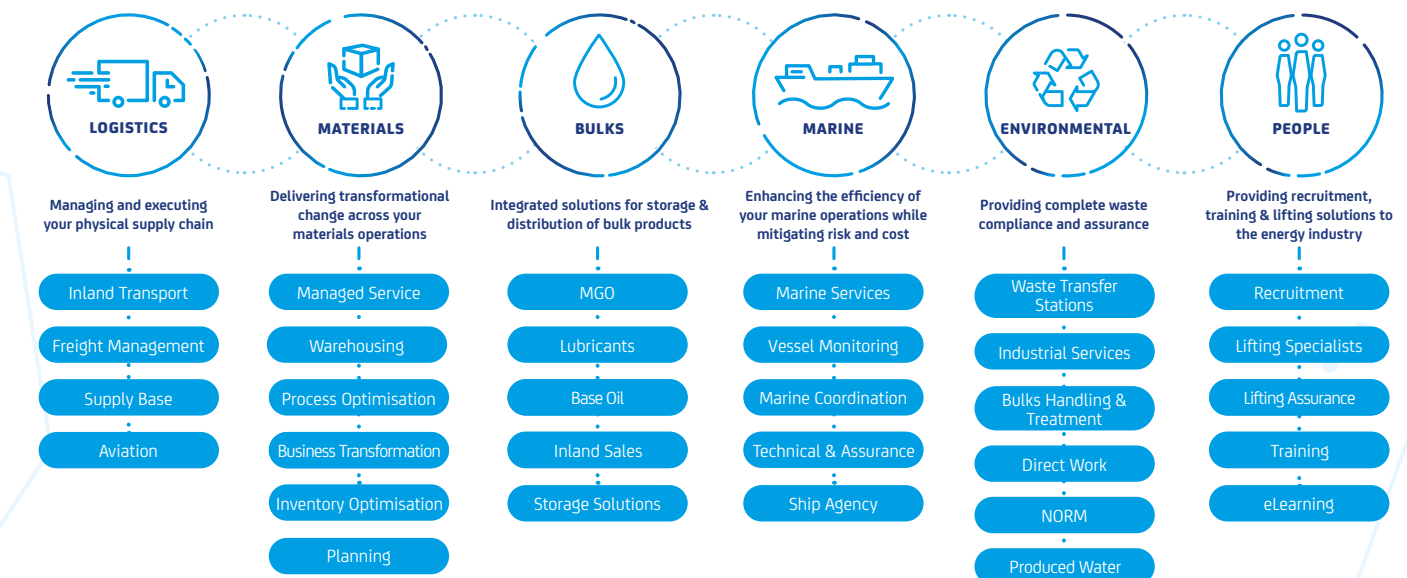 LOGISTICS
Managing and executing
your physical supply chain
Inland Transport
Freight Management
Supply Base
Aviation
MATERIALS
Delivering transformational
change across your
materials operations
Managed Service
Warehousing
Process Optimisation
Business Transformation
Inventory Optimisation
Planning
BULKS
Integrated solutions for storage &
distribution of bulk products
MGO
Lubricants
Base Oil
Inland Sales
Storage Solutions
MARINE
Enhancing the efficiency of
your marine operations while
mitigating risk and cost
Marine Services
Vessel Monitoring
Marine Coordination
Technical & Assurance
Ship Agency
ENVIRONMENTAL
Providing complete waste
compliance and assurance
Waste Transfer
Stations
Industrial Services
Bulks Handling &
Treatment
Direct Work
NORM
Produced Water
PEOPLE
Providing recruitment,
training & lifting solutions to
the energy industry
Recruitment
Lifting Specialists
Lifting Assurance
Training
eLearning